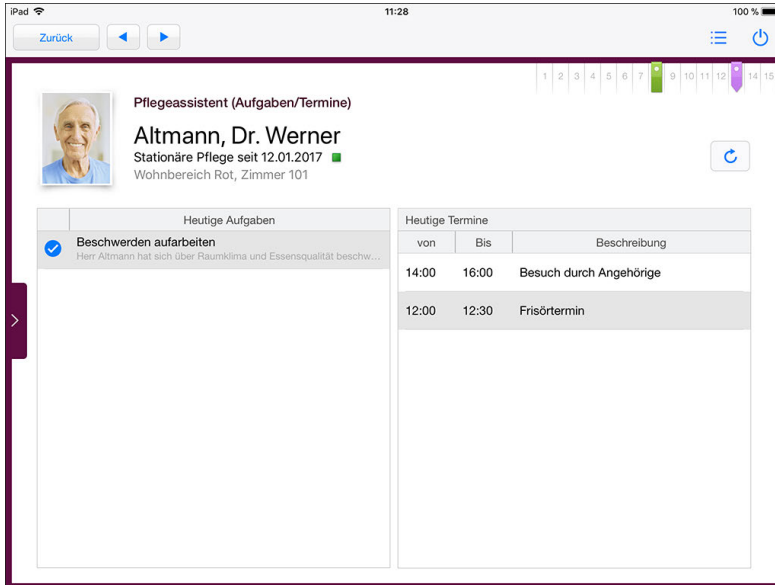 iPad 11:28 100 %
Zurück
1 2 3 4 5 6 7 9 10 11 12 14 15
Pflegeassistent (Aufgaben/Termine)
Altmann, Dr. Werner
Stationäre Pflege seit 12.01.2017
Wohnbereich Rot, Zimmer 101
Heutige Aufgaben
Beschwerden aufarbeiten
Herr Altmann hat sich über Raumklima und Essensqualität beschw...
Heutige Termine
von Bis Beschreibung
14:00 16:00 Besuch durch Angehörige
12:00 12:30 Frisörtermin